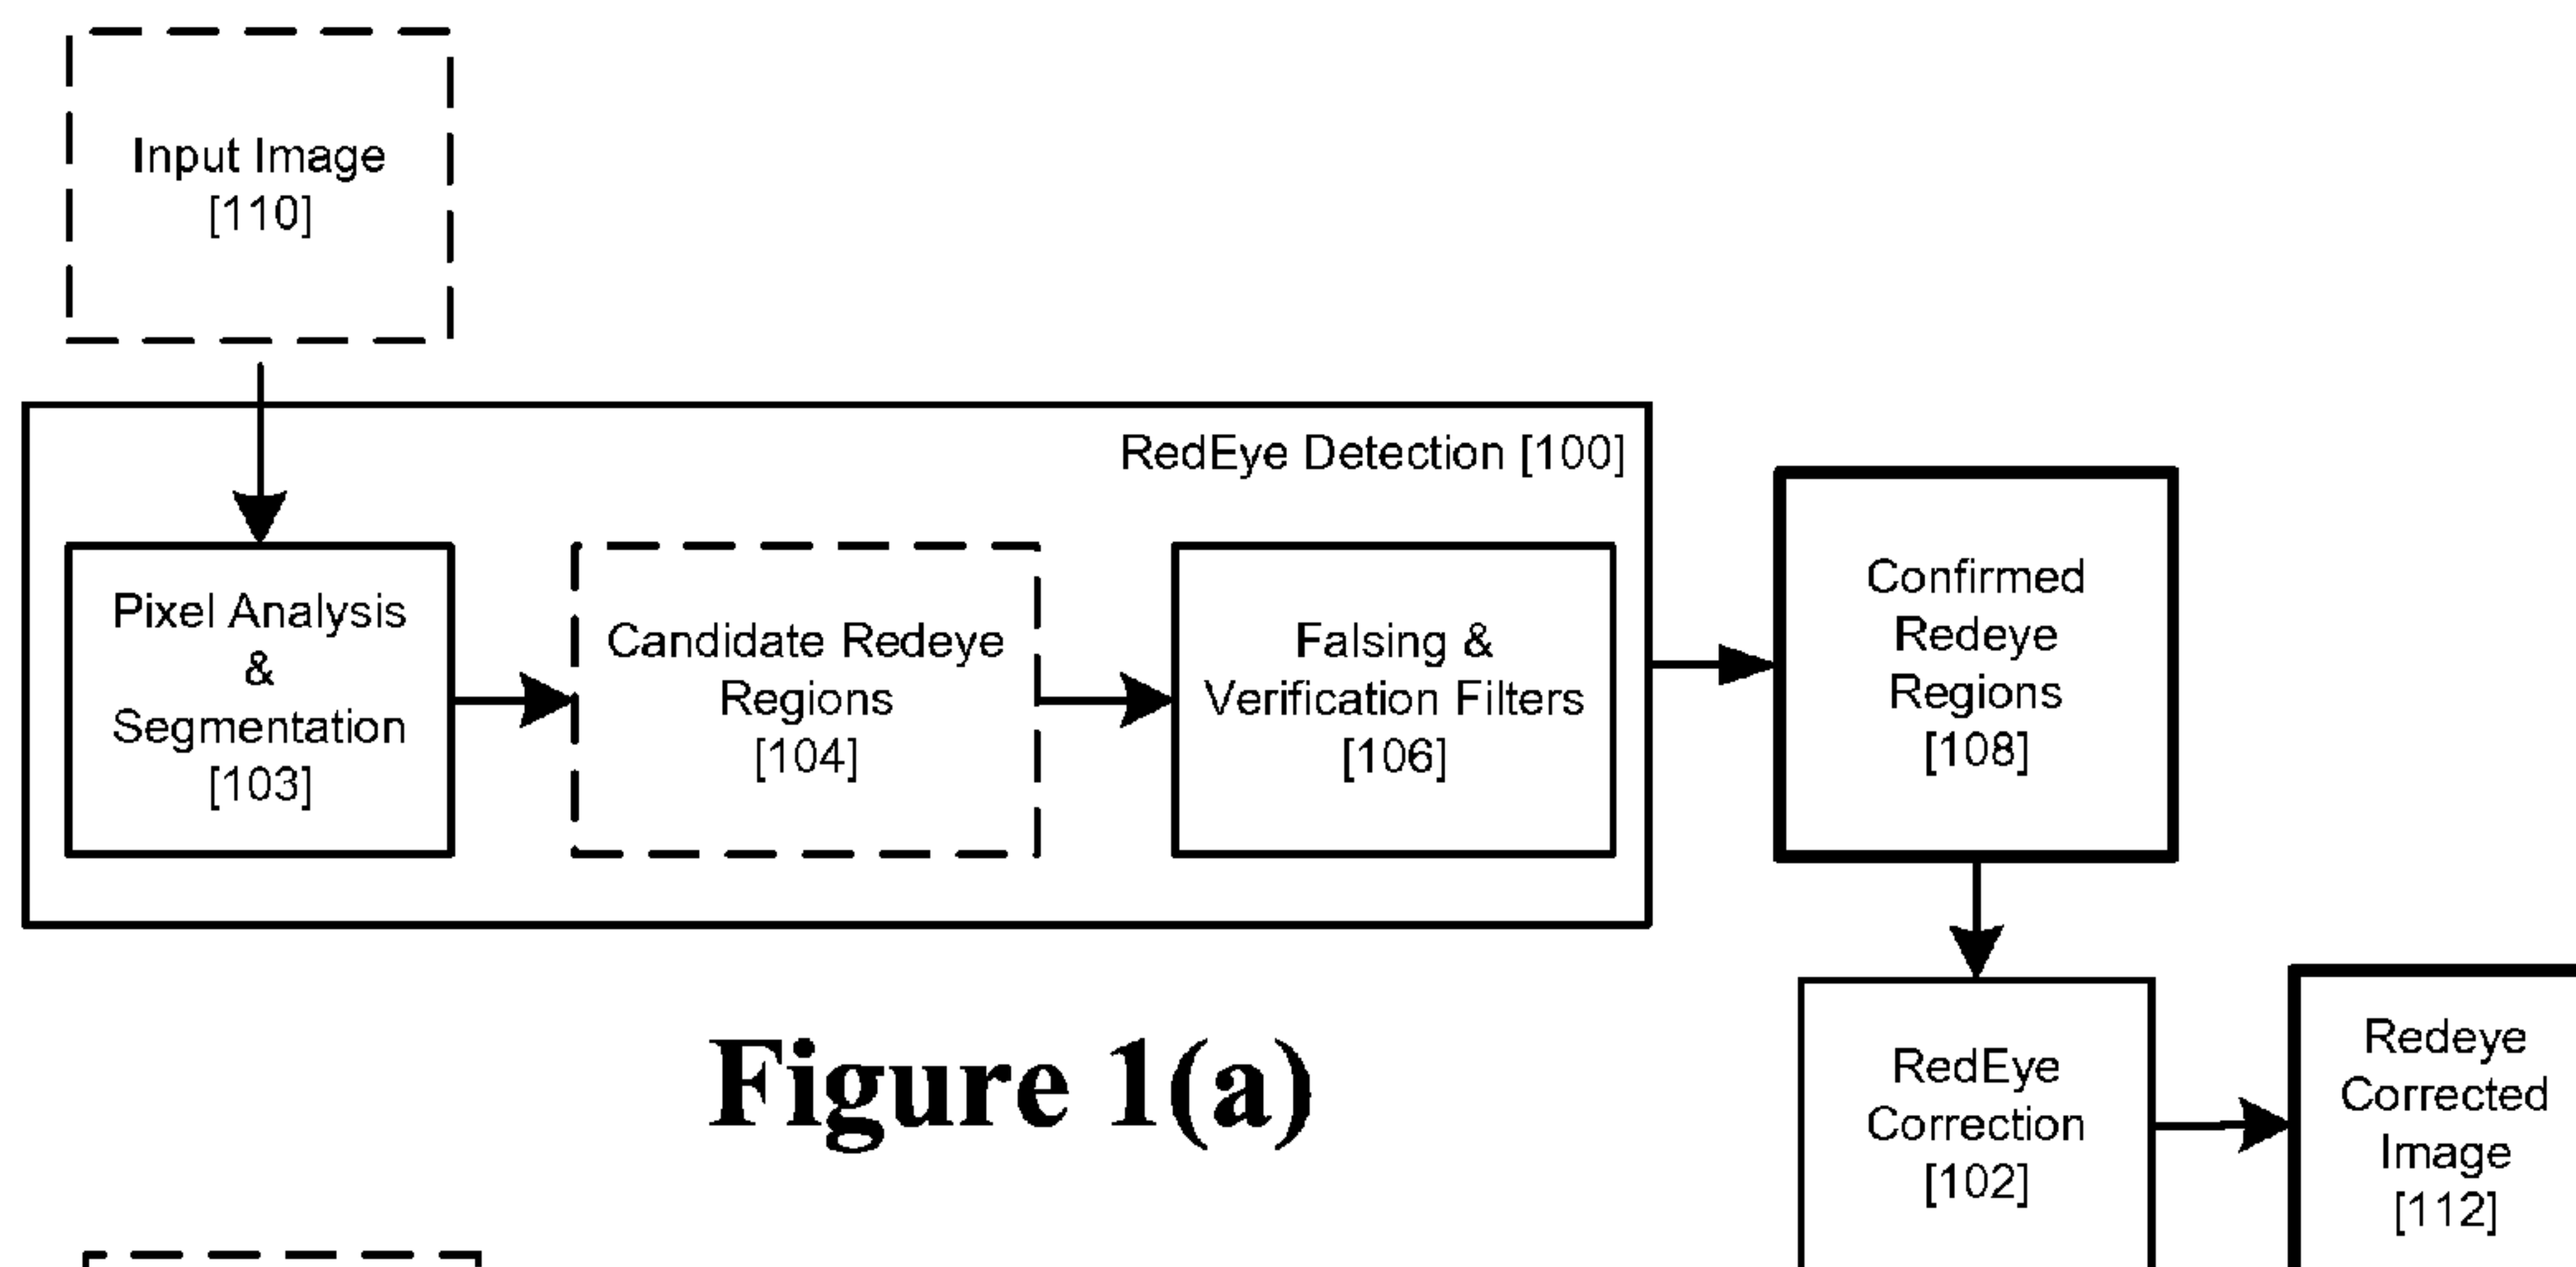 Input Image
[110]
RedEye Detection [100]
Pixel Analysis
&
Segmentation
[103]
Candidate Redeye
Regions
[104]
Falsing &
Verification Filters
[106]
Confirmed
Redeye
Regions
[108]
RedEye
Correction
[102]
Redeye
Corrected
Image
[112]
Figure 1(a)